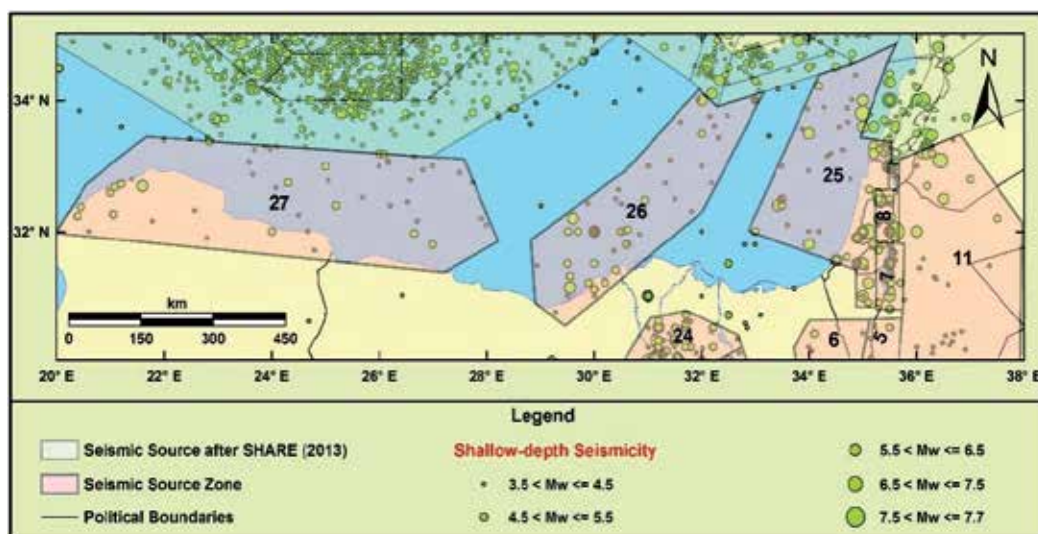 N
34° N
32° N
27
26
25
8
7
11
24
6
5
km
0 150 300 450
20° E 22° E 24° E 26° E 28° E 30° E 32° E 34° E 36° E 38° E
Legend
Seismic Source after SHARE (2013)
Seismic Source Zone
Political Boundaries
Shallow-depth Seismicity
3.5 < Mw <= 4.5
4.5 < Mw <= 5.5
5.5 < Mw <= 6.5
6.5 < Mw <= 7.5
7.5 < Mw <= 7.7